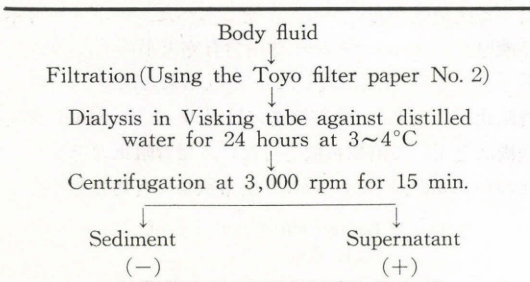 Body fluid
Filtration (Using the Toyo filter paper No. 2)
Dialysis in Visking tube against distilled
water for 24 hours at 3~4°C
Centrifugation at 3,000 rpm for 15 min.
Sediment Supernatant
(−) (+)